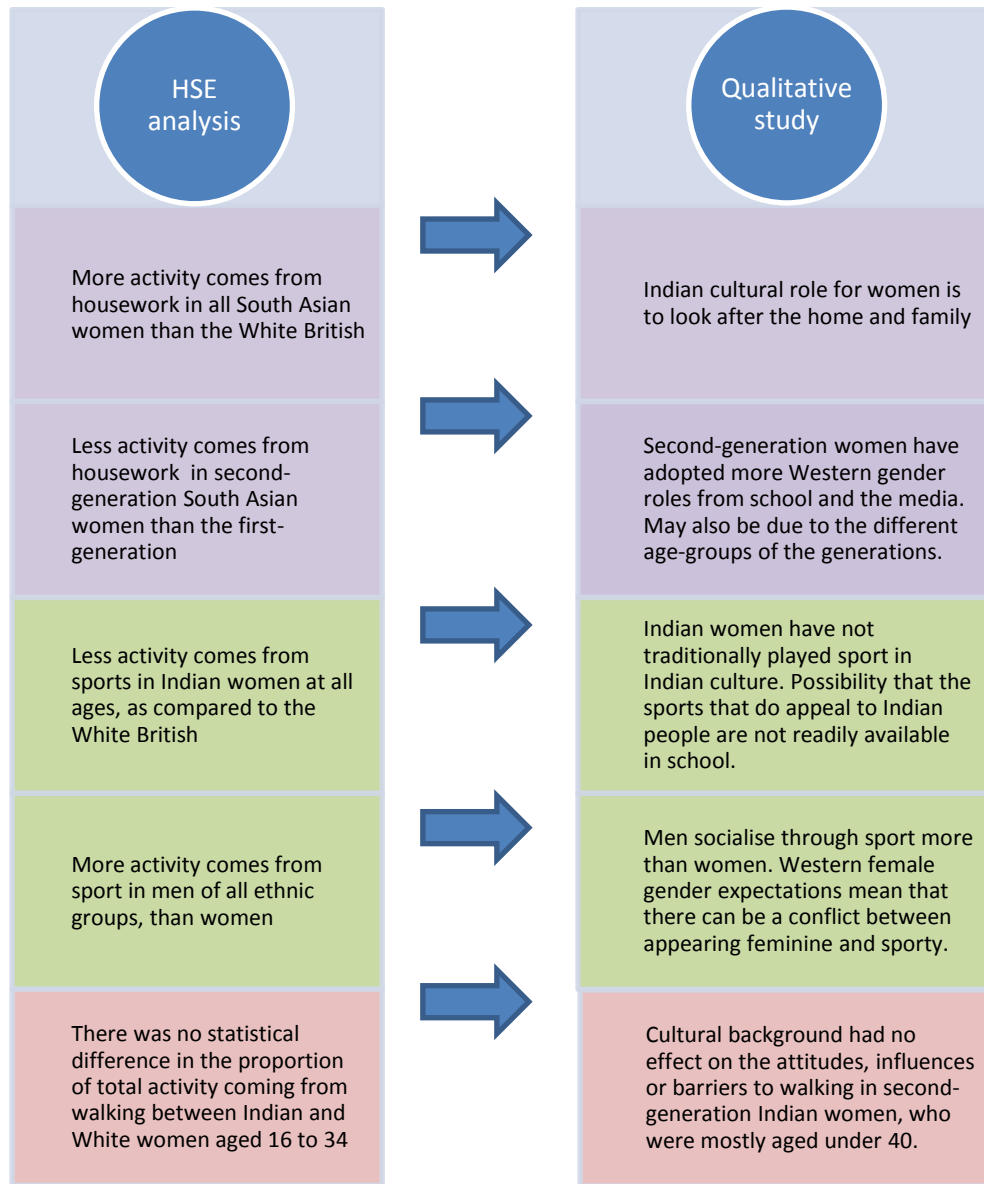 HSE
analysis
Qualitative
study
More activity comes from
housework in all South Asian
women than the White British
Indian cultural role for women is
to look after the home and family
Less activity comes from
housework in second-
generation South Asian
women than the first-
generation
Second-generation women have
adopted more Western gender
roles from school and the media.
May also be due to the different
age-groups of the generations.
Less activity comes from
sports in Indian women at all
ages, as compared to the
White British
Indian women have not
traditionally played sport in
Indian culture. Possibility that the
sports that do appeal to Indian
people are not readily available
in school.
More activity comes from
sport in men of all ethnic
groups, than women
Men socialise through sport more
than women. Western female
gender expectations mean that
there can be a conflict between
appearing feminine and sporty.
There was no statistical
difference in the proportion
of total activity coming from
walking between Indian and
White women aged 16 to 34
Cultural background had no
effect on the attitudes, influences
or barriers to walking in second-
generation Indian women, who
were mostly aged under 40.